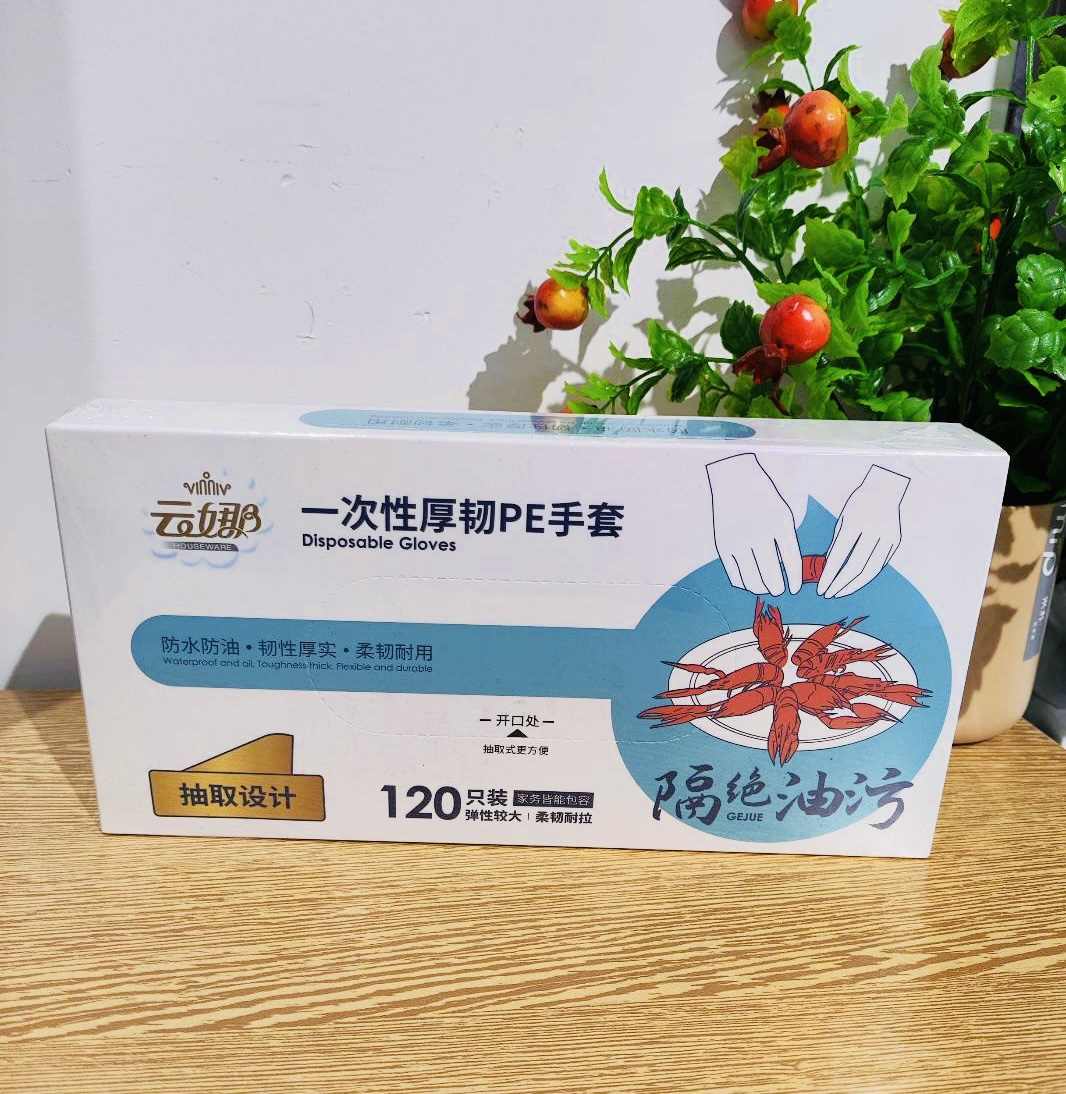 VINNIV
云娜
HOUSEWARE
一次性厚韧PE手套
Disposable Gloves
防水防油·韧性厚实·柔韧耐用
Waterproof and oil, Toughness thick, Flexible and durable
开口处
抽取式更方便
抽取设计
120只装 家务皆能包容
弹性较大 | 柔韧耐拉
隔绝油污
GEJUE